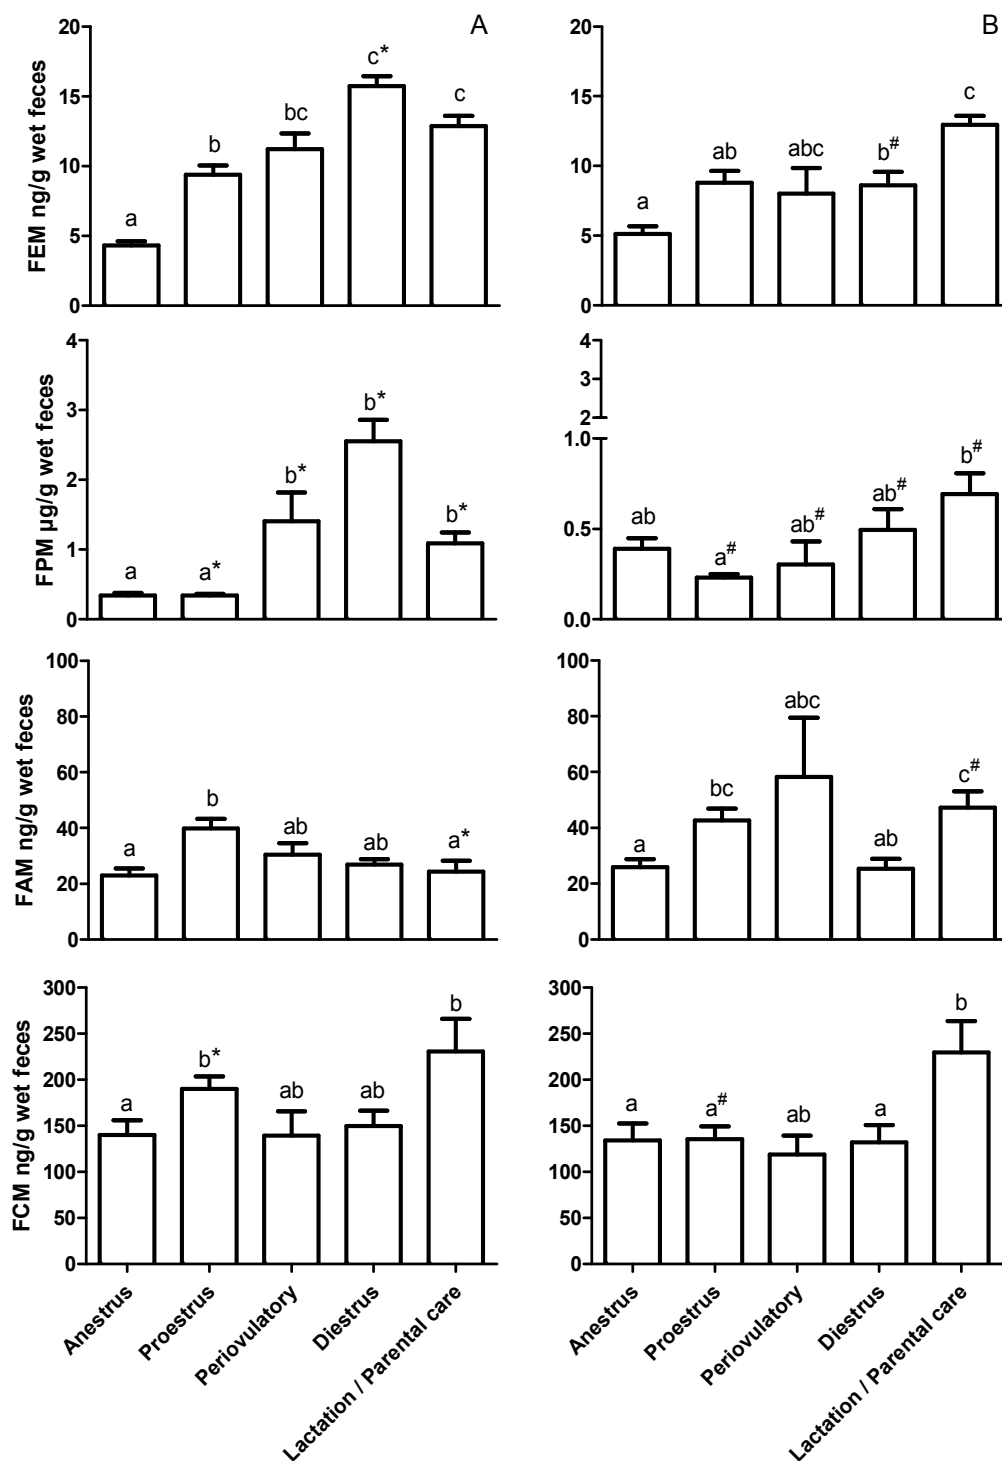 A
FEM ng/g wet feces
20
15
10
5
0
a
b
bc
c*
c
B
20
15
10
5
0
a
ab
abc
b#
c
FPM µg/g wet feces
4
3
2
1
0
a
a*
b*
b*
b*
4
3
2
1.0
0.5
0.0
ab
a#
ab#
ab#
b#
FAM ng/g wet feces
100
80
60
40
20
0
a
b
ab
ab
a*
100
80
60
40
20
0
a
bc
abc
ab
c#
FCM ng/g wet feces
300
250
200
150
100
50
0
a
b*
ab
ab
b
300
250
200
150
100
50
0
a
a#
ab
a
b
Anestrus
Proestrus
Periovulatory
Diestrus
Lactation / Parental care
Anestrus
Proestrus
Periovulatory
Diestrus
Lactation / Parental care